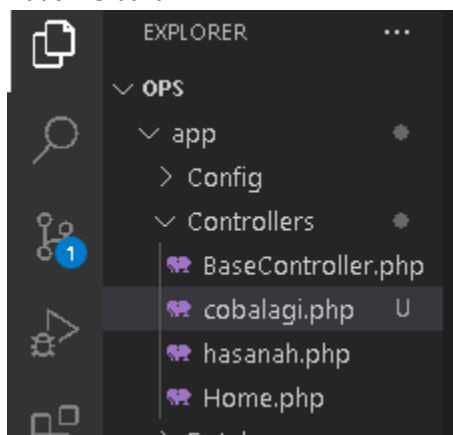 EXPLORER ...
OPS
app
Config
Controllers
1
BaseController.php
cobalagi.php U
hasanah.php
Home.php